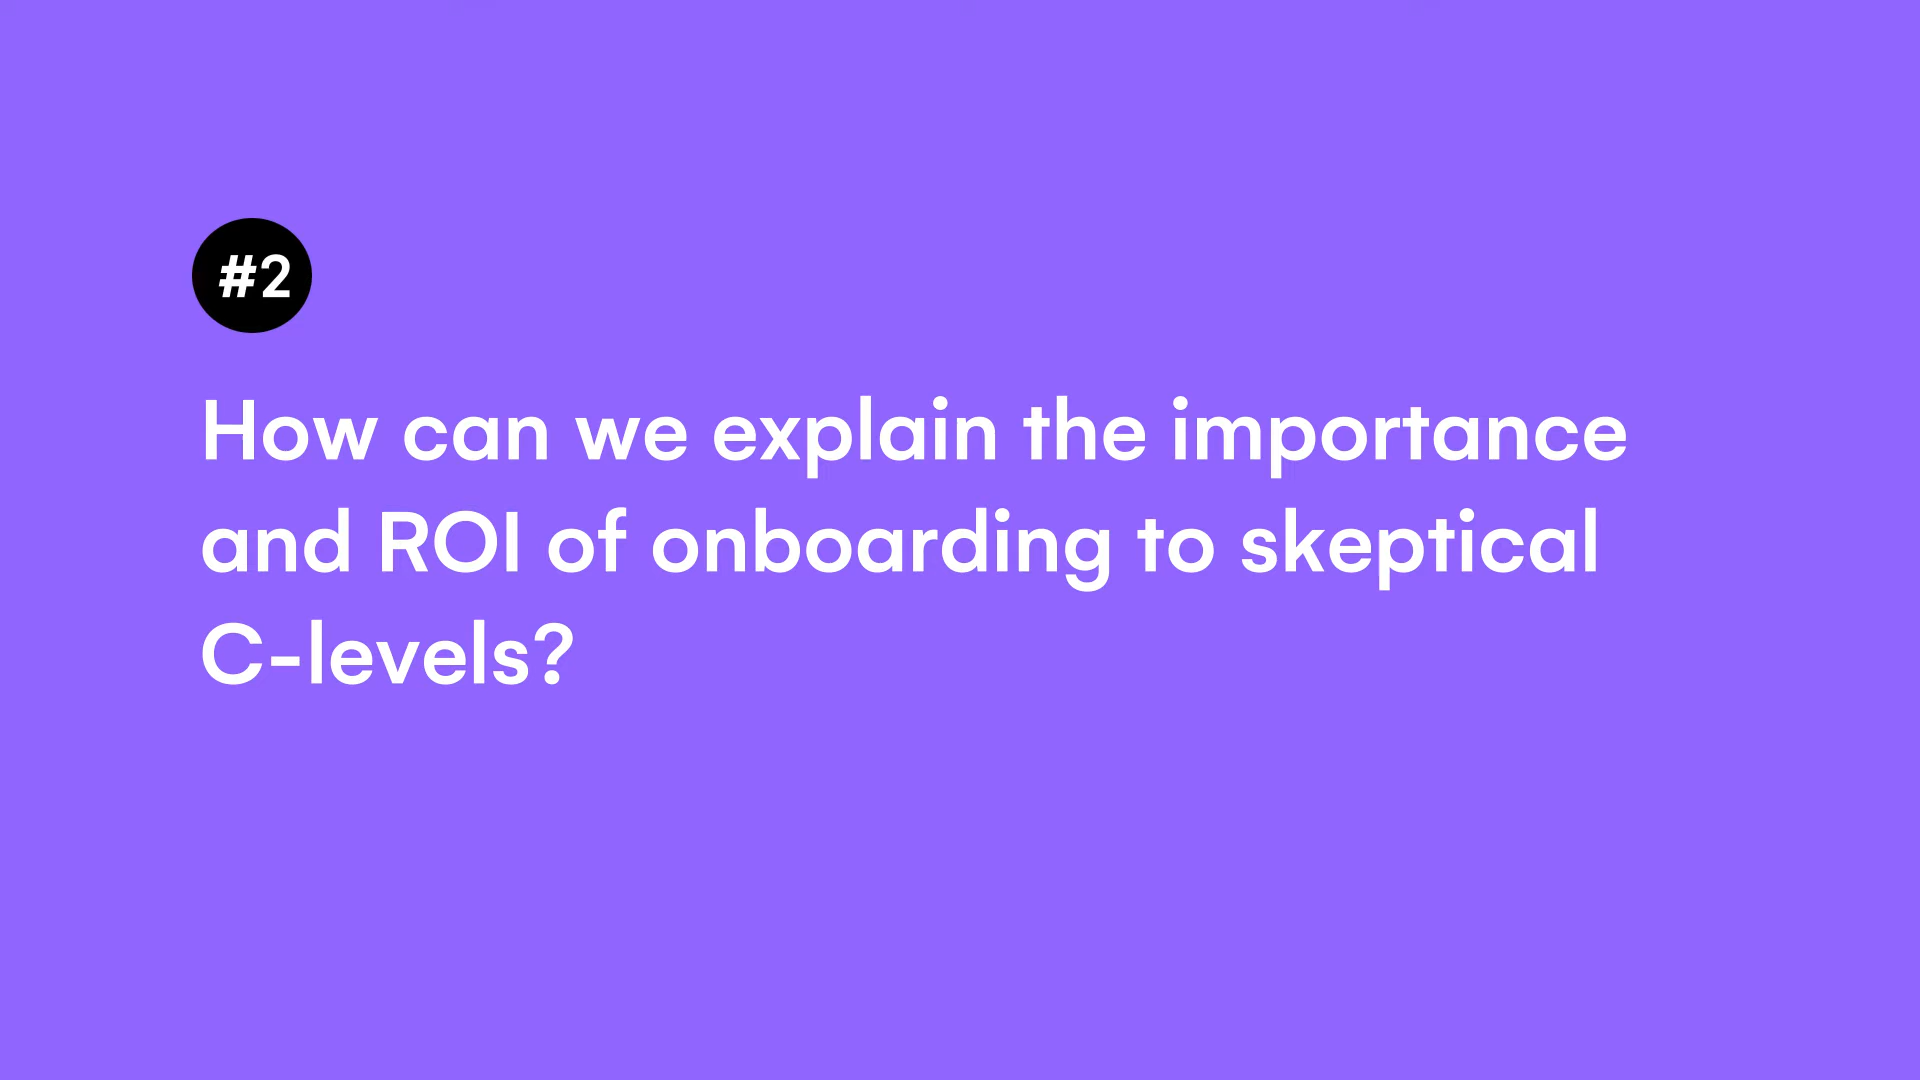 #2
How can we explain the importance
and ROI of onboarding to skeptical
C-levels?